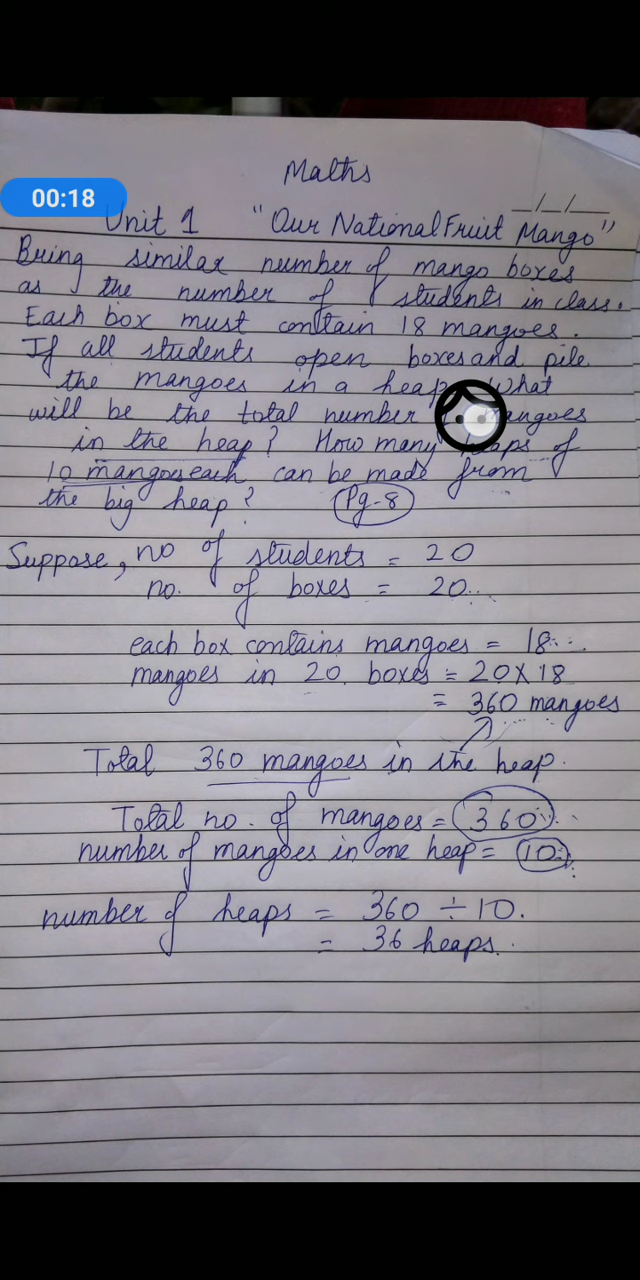 Maths
00:18
_/_/__
Unit 1 "Our National Fruit Mango"
Bring similar number of mango boxes
as the number of students in class.
Each box must contain 18 mangoes.
If all students open boxes and pile
the mangoes in a heap, what
will be the total number mangoes
in the heap? How many heaps of
10 mangoes each can be made from
the big heap? Pg-8
Suppose, no of students = 20
no. of boxes = 20
each box contains mangoes = 18
mangoes in 20 boxes = 20 X 18
= 360 mangoes
Total 360 mangoes in the heap.
Total no. of mangoes = 360
number of mangoes in one heap = 10
number of heaps = 360 ÷ 10.
= 36 heaps.